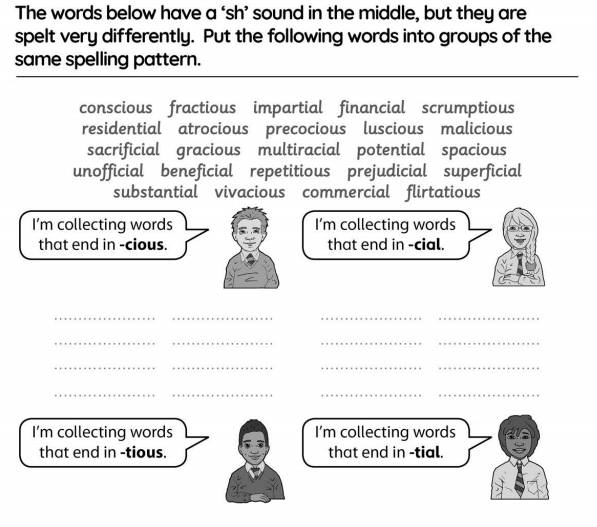 The words below have a ‘sh’ sound in the middle, but they are
spelt very differently. Put the following words into groups of the
same spelling pattern.
conscious fractious impartial financial scrumptious
residential atrocious precocious luscious malicious
sacrificial gracious multiracial potential spacious
unofficial beneficial repetitious prejudicial superficial
substantial vivacious commercial flirtatious
I’m collecting words
that end in -cious.
I’m collecting words
that end in -cial.
I’m collecting words
that end in -tious.
I’m collecting words
that end in -tial.